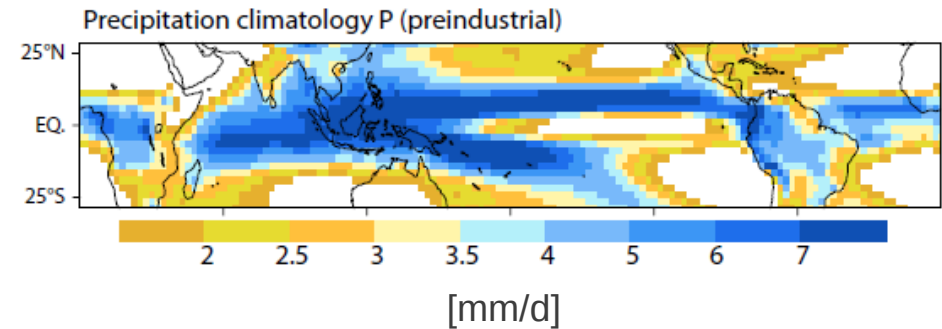 Precipitation climatology P (preindustrial)
25°N
EQ.
25°S
2 2.5 3 3.5 4 5 6 7
[mm/d]